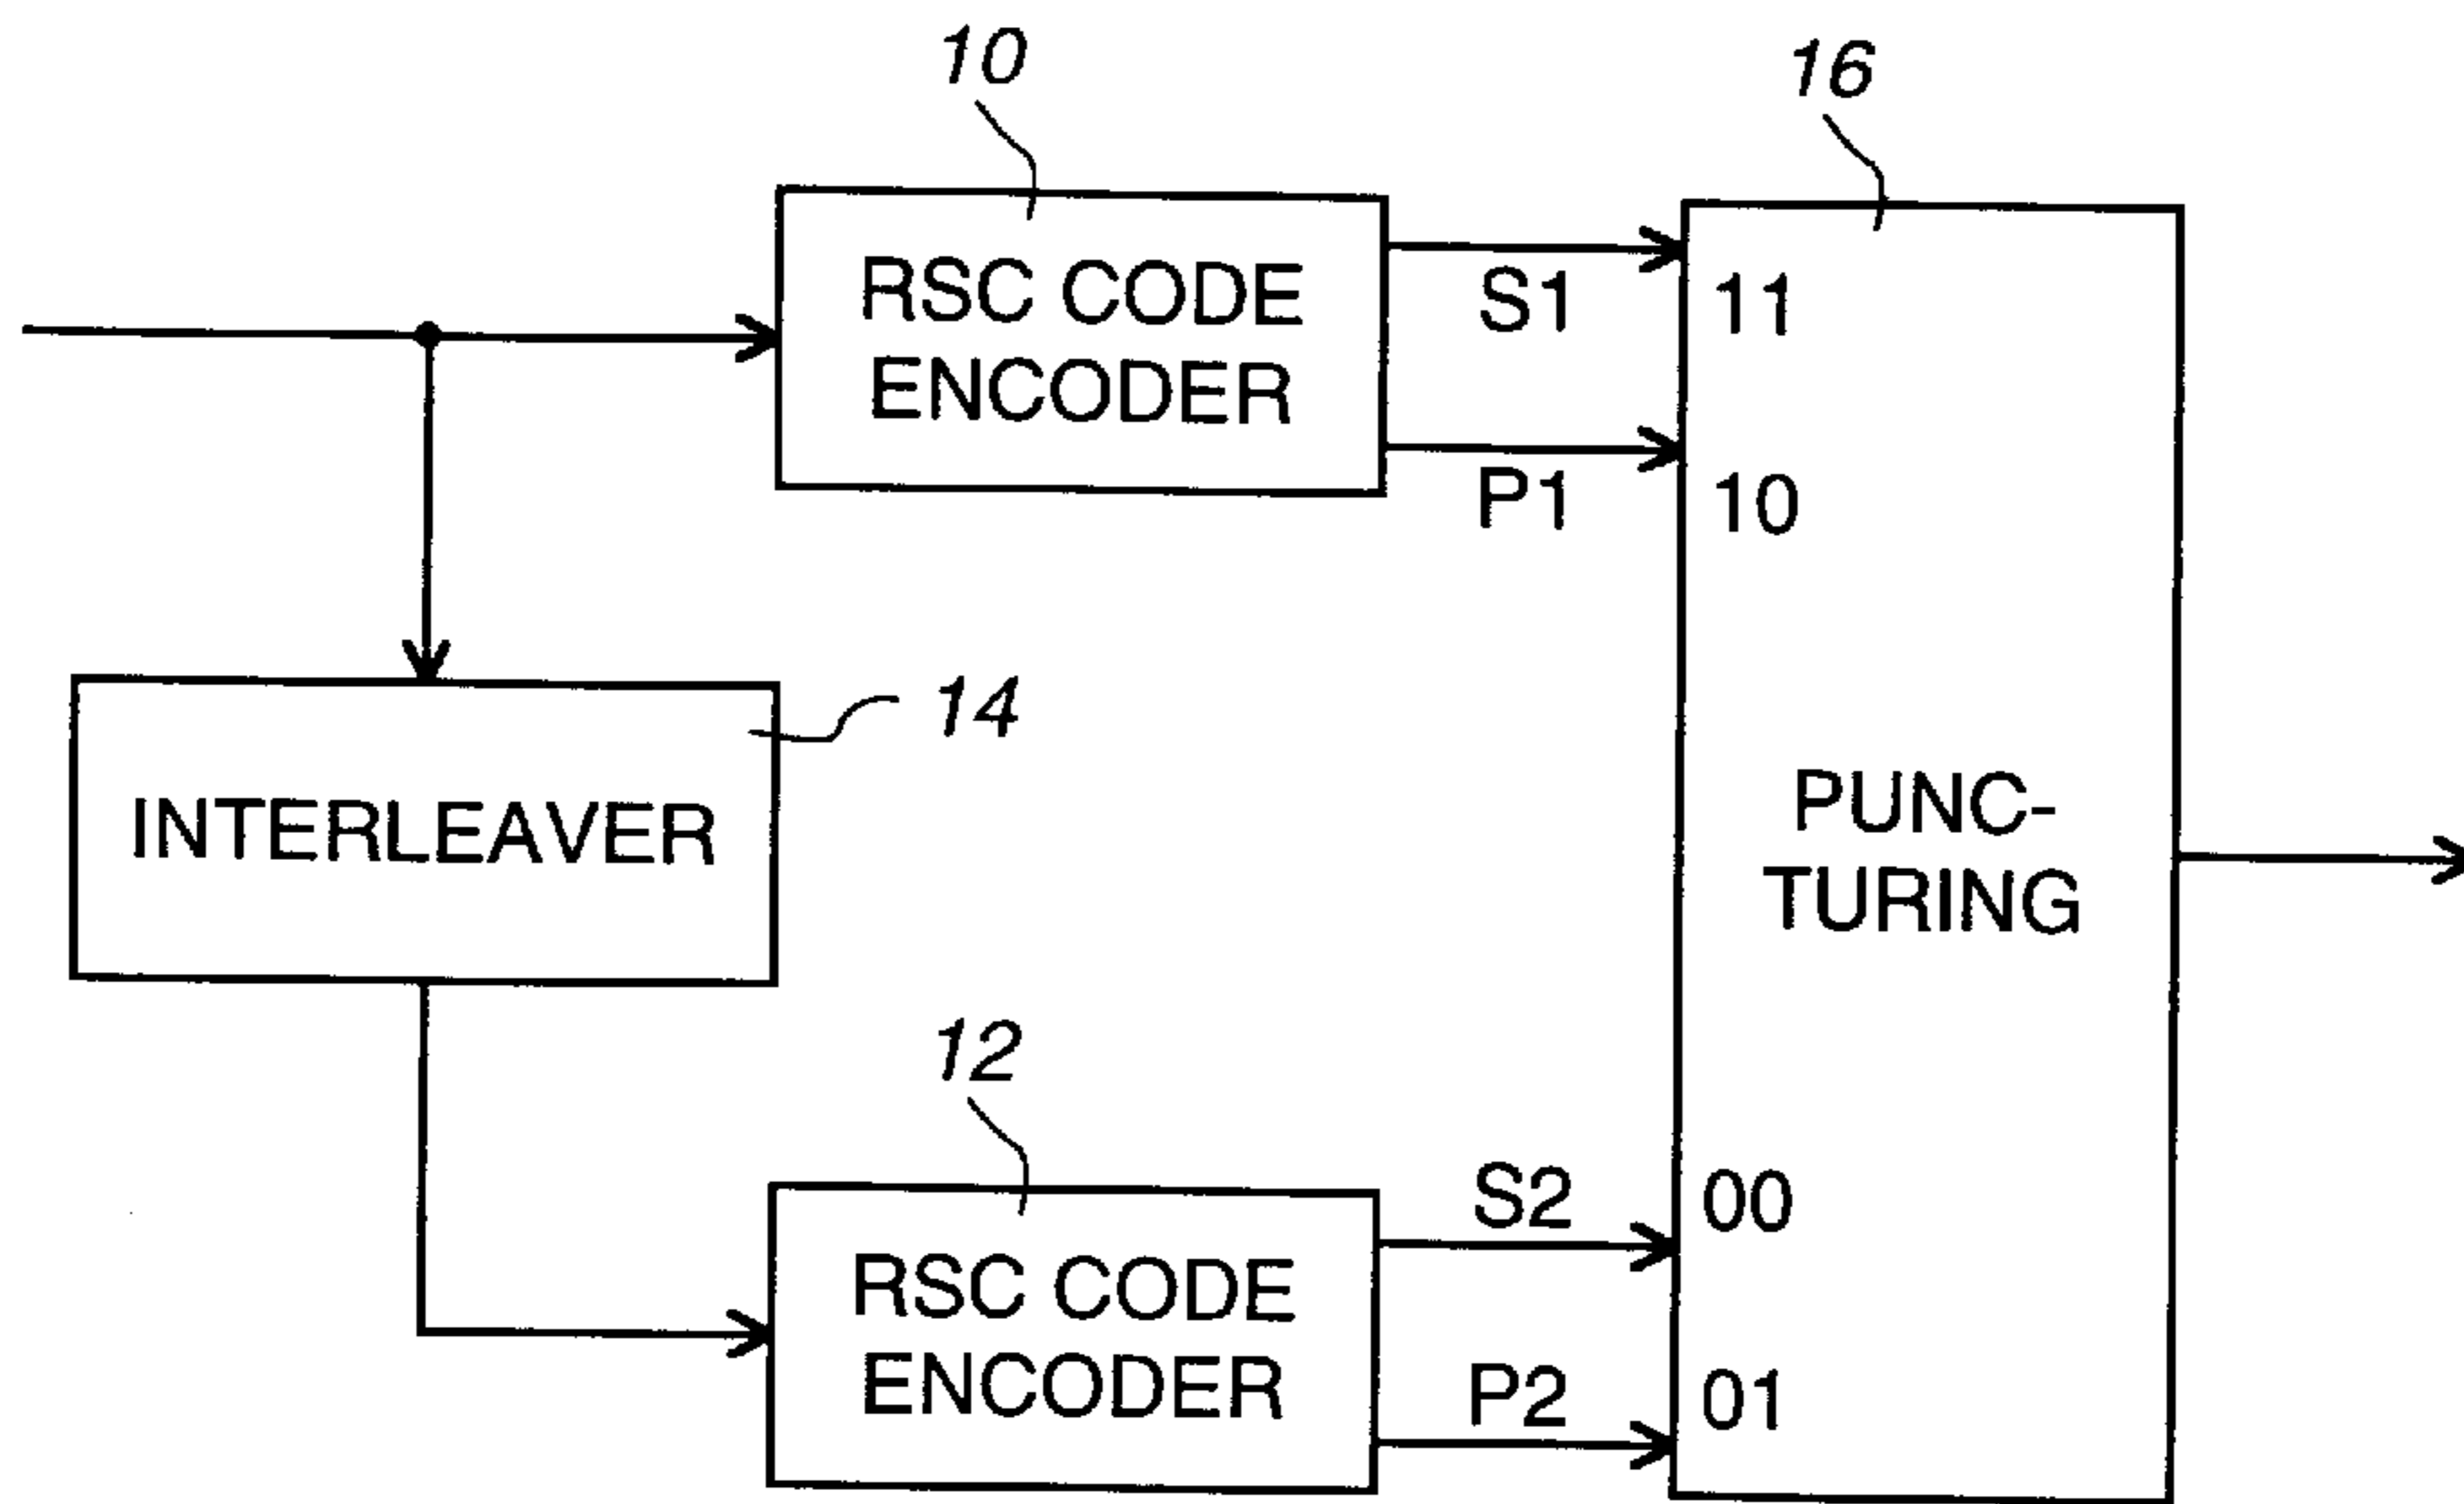 10
16
RSC CODE
ENCODER
S1
11
P1
10
14
INTERLEAVER
PUNC-
TURING
12
RSC CODE
ENCODER
S2
00
P2
01